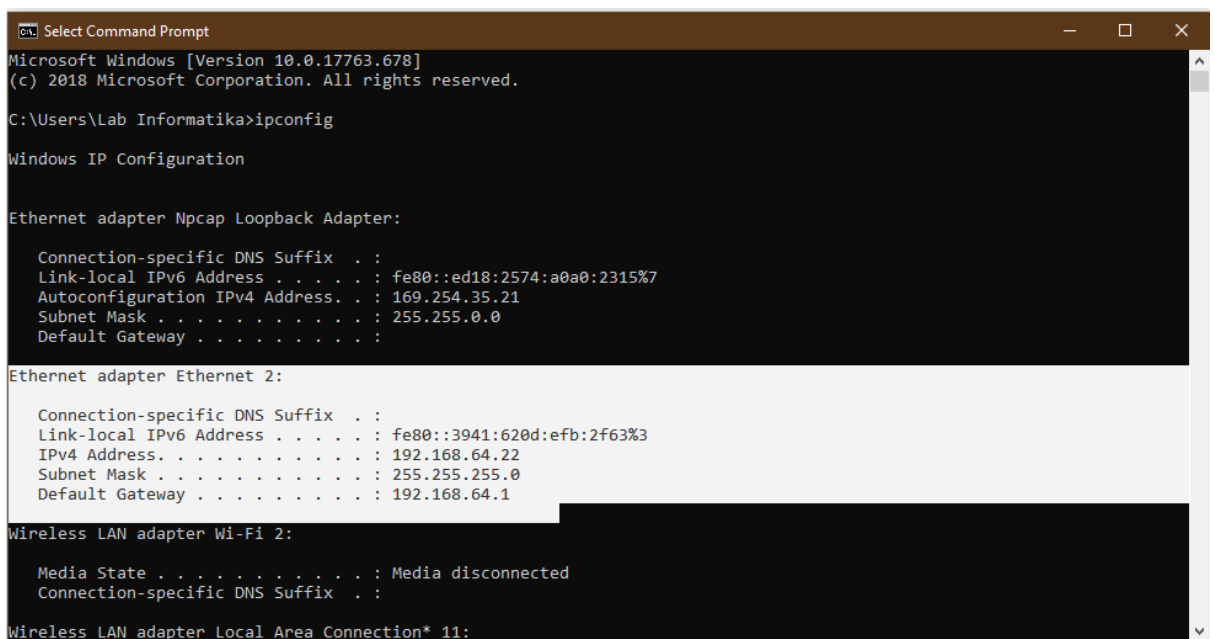 Select Command Prompt
Microsoft Windows [Version 10.0.17763.678]
(c) 2018 Microsoft Corporation. All rights reserved.
C:\Users\Lab Informatika>ipconfig
Windows IP Configuration
Ethernet adapter Npcap Loopback Adapter:
Connection-specific DNS Suffix  . :
Link-local IPv6 Address . . . . . : fe80::ed18:2574:a0a0:2315%7
Autoconfiguration IPv4 Address. . : 169.254.35.21
Subnet Mask . . . . . . . . . . . : 255.255.0.0
Default Gateway . . . . . . . . . :
Ethernet adapter Ethernet 2:
Connection-specific DNS Suffix  . :
Link-local IPv6 Address . . . . . : fe80::3941:620d:efb:2f63%3
IPv4 Address. . . . . . . . . . . : 192.168.64.22
Subnet Mask . . . . . . . . . . . : 255.255.255.0
Default Gateway . . . . . . . . . : 192.168.64.1
Wireless LAN adapter Wi-Fi 2:
Media State . . . . . . . . . . . : Media disconnected
Connection-specific DNS Suffix  . :
Wireless LAN adapter Local Area Connection* 11: